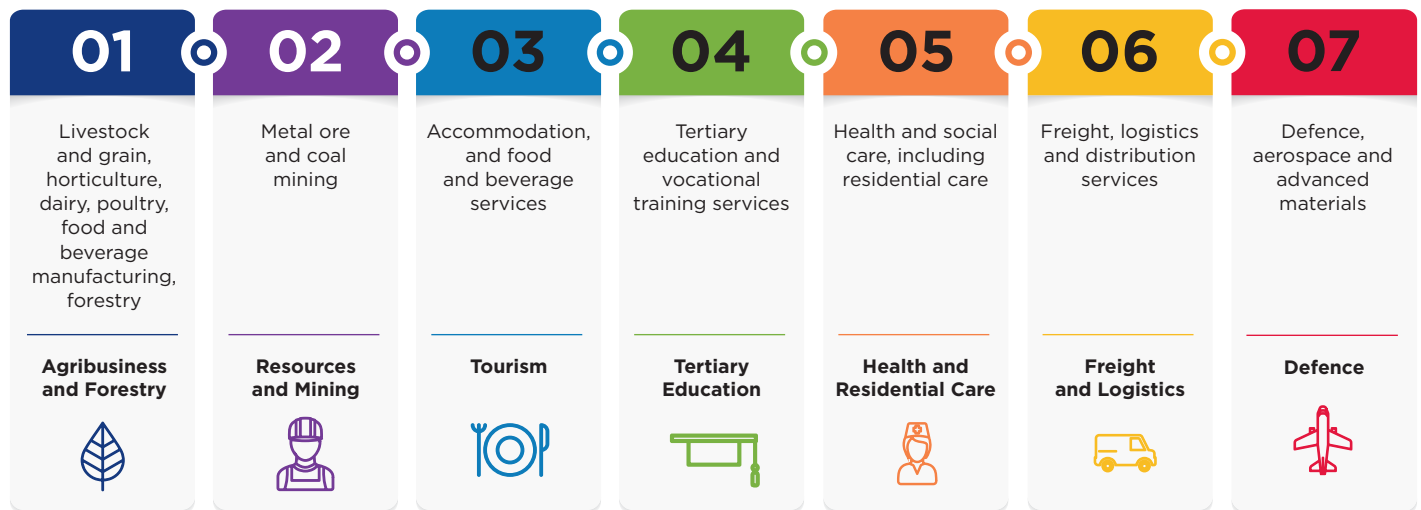 01
Livestock
and grain,
horticulture,
dairy, poultry,
food and
beverage
manufacturing,
forestry
Agribusiness
and Forestry
02
Metal ore
and coal
mining
Resources
and Mining
03
Accommodation,
and food
and beverage
services
Tourism
04
Tertiary
education and
vocational
training services
Tertiary
Education
05
Health and social
care, including
residential care
Health and
Residential Care
06
Freight, logistics
and distribution
services
Freight
and Logistics
07
Defence,
aerospace and
advanced
materials
Defence